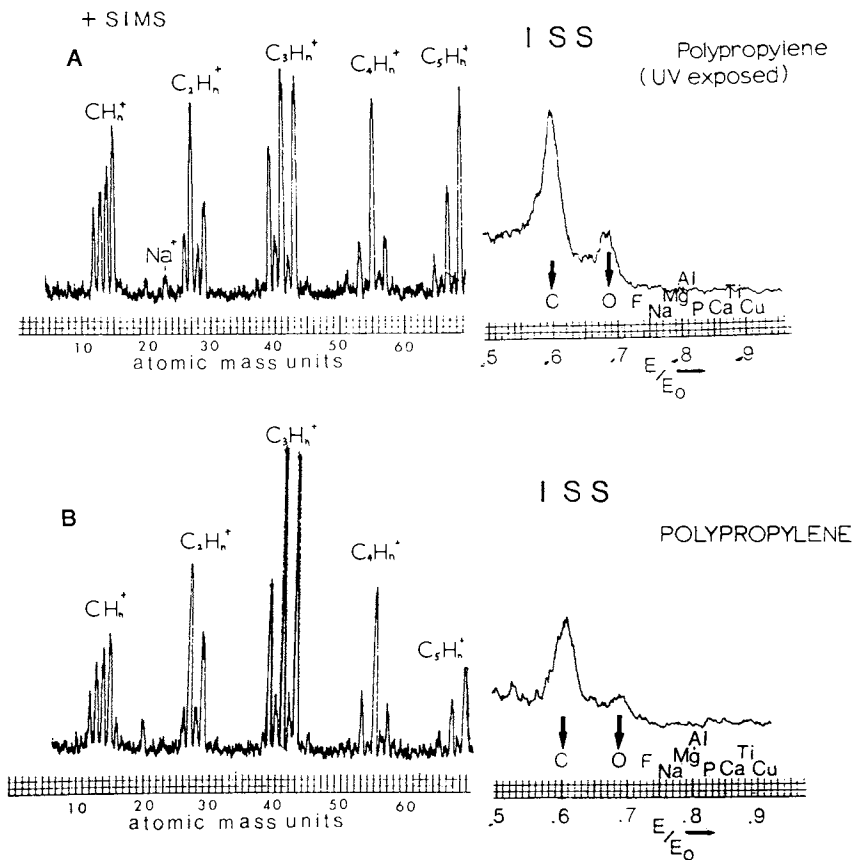 + SIMS
A
CHₙ⁺
Na⁺
C₂Hₙ⁺
C₃Hₙ⁺
C₄Hₙ⁺
C₅Hₙ⁺
10 20 30 40 50 60
atomic mass units
ISS
Polypropylene
(UV exposed)
C O F Na Mg Al P Ca Ti Cu
.5 .6 .7 .8 .9
E/E₀
B
CHₙ⁺
C₂Hₙ⁺
C₃Hₙ⁺
C₄Hₙ⁺
C₅Hₙ⁺
10 20 30 40 50 60
atomic mass units
ISS
POLYPROPYLENE
C O F Na Mg Al P Ca Ti Cu
.5 .6 .7 .8 .9
E/E₀